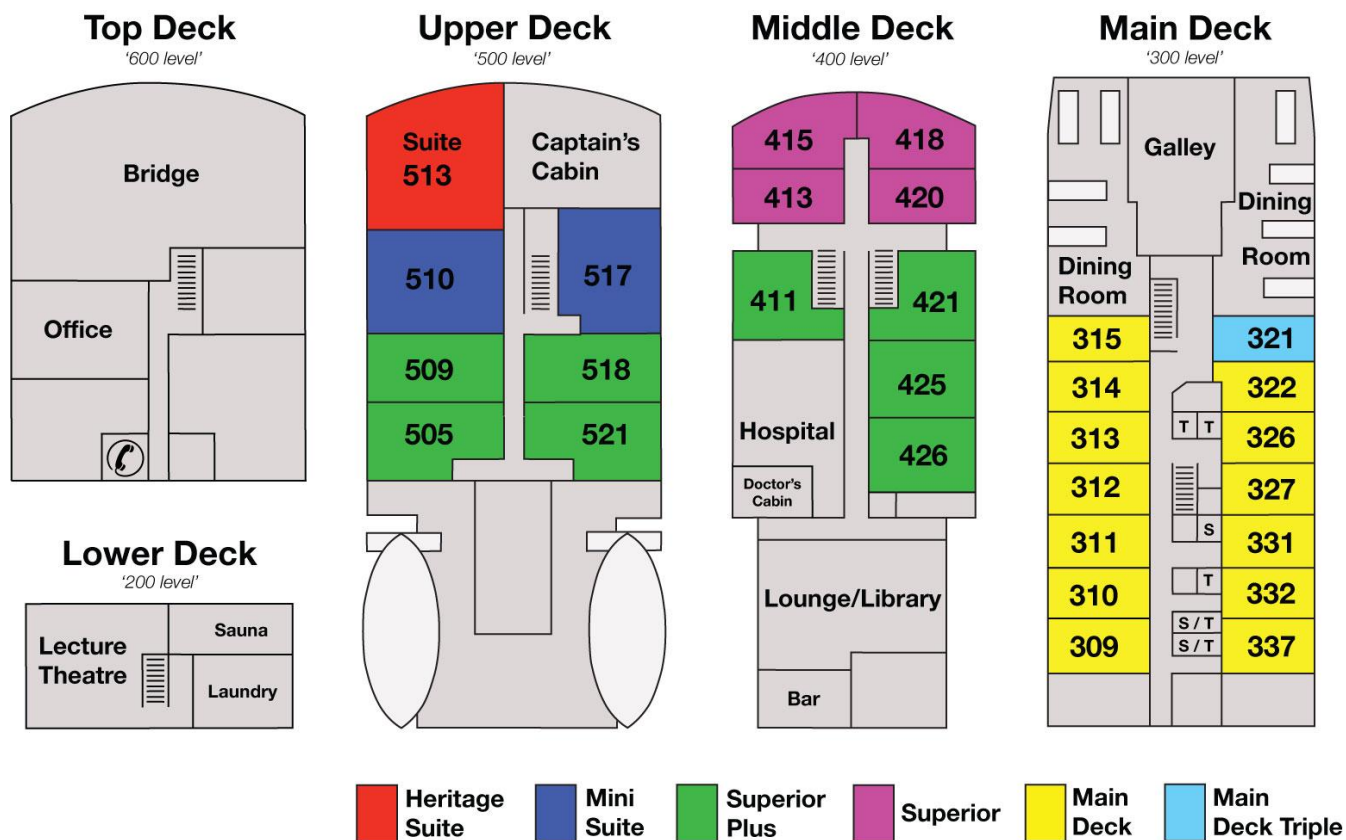 Top Deck
'600 level'
Bridge
Office
Lower Deck
'200 level'
Lecture
Theatre
Sauna
Laundry
Upper Deck
'500 level'
Suite
513
Captain's
Cabin
510
517
509
518
505
521
Middle Deck
'400 level'
415
418
413
420
411
421
425
Hospital
426
Doctor's
Cabin
Lounge/Library
Bar
Main Deck
'300 level'
Galley
Dining
Room
Dining
Room
315
321
314
322
T T
313
326
312
327
S
311
331
T
310
332
S / T
S / T
309
337
Heritage
Suite
Mini
Suite
Superior
Plus
Superior
Main
Deck
Main
Deck Triple